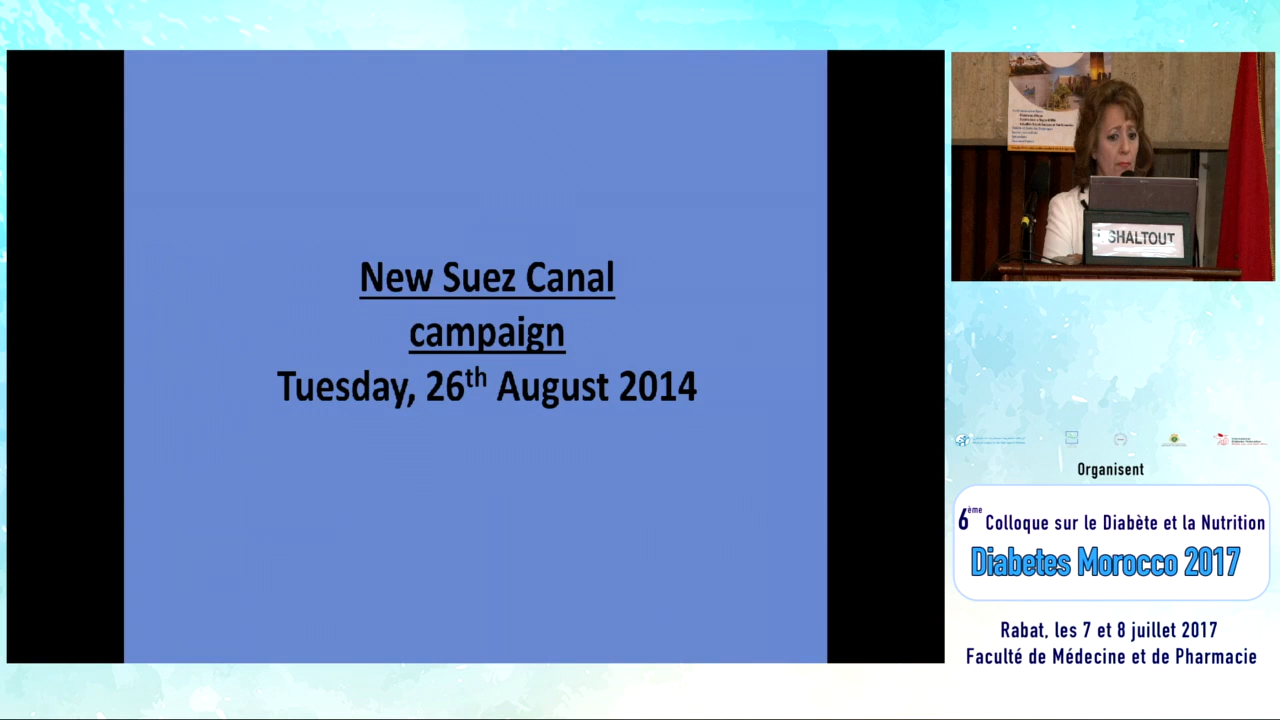 New Suez Canal
campaign
Tuesday, 26th August 2014
SHALTOUT
Organisent
6ème Colloque sur le Diabète et la Nutrition
Diabetes Morocco 2017
Rabat, les 7 et 8 juillet 2017
Faculté de Médecine et de Pharmacie